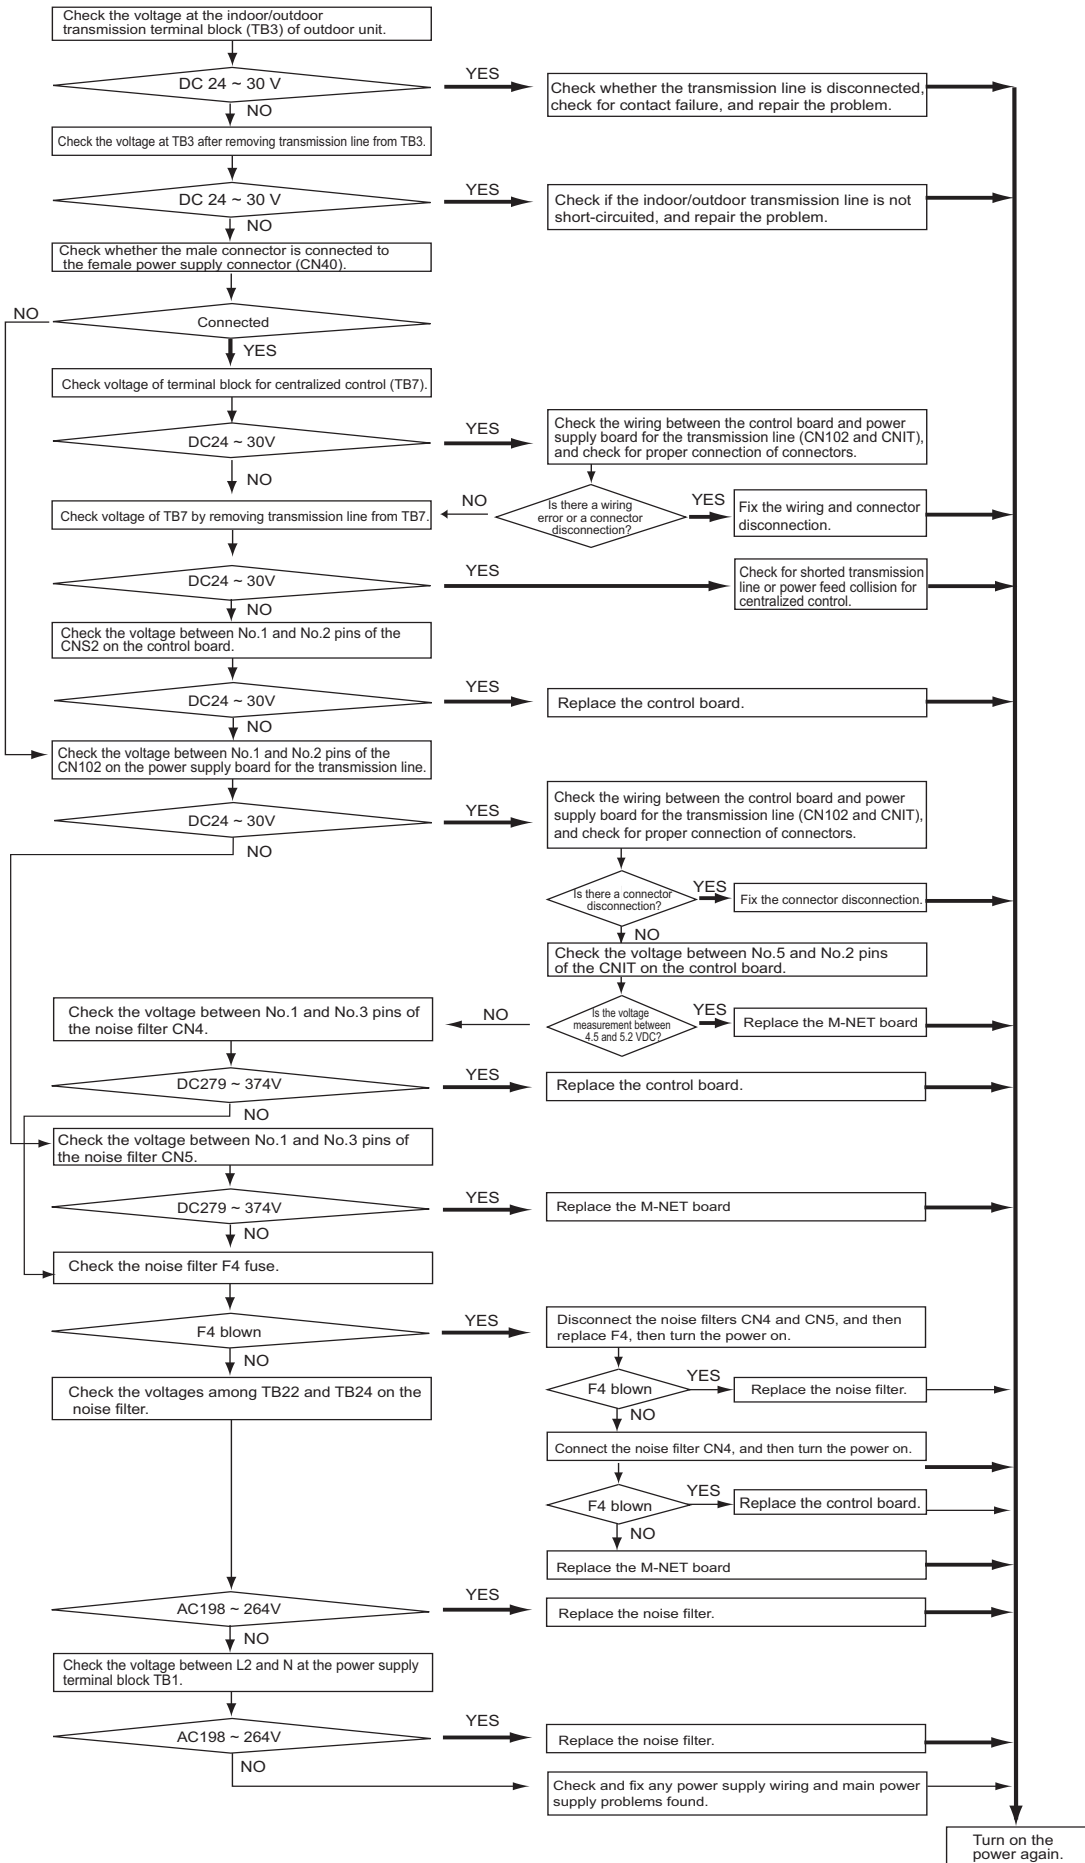 Check the voltage at the indoor/outdoor
transmission terminal block (TB3) of outdoor unit.
DC 24 ~ 30 V
YES
Check whether the transmission line is disconnected,
check for contact failure, and repair the problem.
NO
Check the voltage at TB3 after removing transmission line from TB3.
DC 24 ~ 30 V
YES
Check if the indoor/outdoor transmission line is not
short-circuited, and repair the problem.
NO
Check whether the male connector is connected to
the female power supply connector (CN40).
NO
Connected
YES
Check voltage of terminal block for centralized control (TB7).
DC24 ~ 30V
YES
Check the wiring between the control board and power
supply board for the transmission line (CN102 and CNIT),
and check for proper connection of connectors.
NO
Check voltage of TB7 by removing transmission line from TB7.
NO
Is there a wiring
error or a connector
disconnection?
YES
Fix the wiring and connector
disconnection.
DC24 ~ 30V
YES
Check for shorted transmission
line or power feed collision for
centralized control.
NO
Check the voltage between No.1 and No.2 pins of the
CNS2 on the control board.
DC24 ~ 30V
YES
Replace the control board.
NO
Check the voltage between No.1 and No.2 pins of the
CN102 on the power supply board for the transmission line.
DC24 ~ 30V
YES
Check the wiring between the control board and power
supply board for the transmission line (CN102 and CNIT),
and check for proper connection of connectors.
NO
Is there a connector
disconnection?
YES
Fix the connector disconnection.
NO
Check the voltage between No.5 and No.2 pins
of the CNIT on the control board.
Check the voltage between No.1 and No.3 pins of
the noise filter CN4.
NO
Is the voltage
measurement between
4.5 and 5.2 VDC?
YES
Replace the M-NET board
DC279 ~ 374V
YES
Replace the control board.
NO
Check the voltage between No.1 and No.3 pins of
the noise filter CN5.
DC279 ~ 374V
YES
Replace the M-NET board
NO
Check the noise filter F4 fuse.
F4 blown
YES
Disconnect the noise filters CN4 and CN5, and then
replace F4, then turn the power on.
NO
Check the voltages among TB22 and TB24 on the
noise filter.
F4 blown
YES
Replace the noise filter.
NO
Connect the noise filter CN4, and then turn the power on.
F4 blown
YES
Replace the control board.
NO
Replace the M-NET board
AC198 ~ 264V
YES
Replace the noise filter.
NO
Check the voltage between L2 and N at the power supply
terminal block TB1.
AC198 ~ 264V
YES
Replace the noise filter.
NO
Check and fix any power supply wiring and main power
supply problems found.
Turn on the
power again.